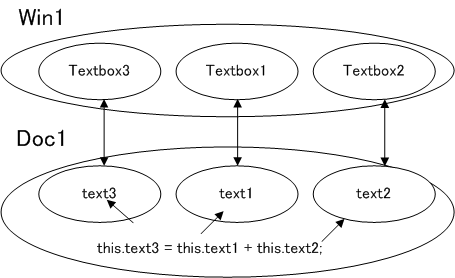 Win1
Textbox3 Textbox1 Textbox2
Doc1
text3 text1 text2
this.text3 = this.text1 + this.text2;